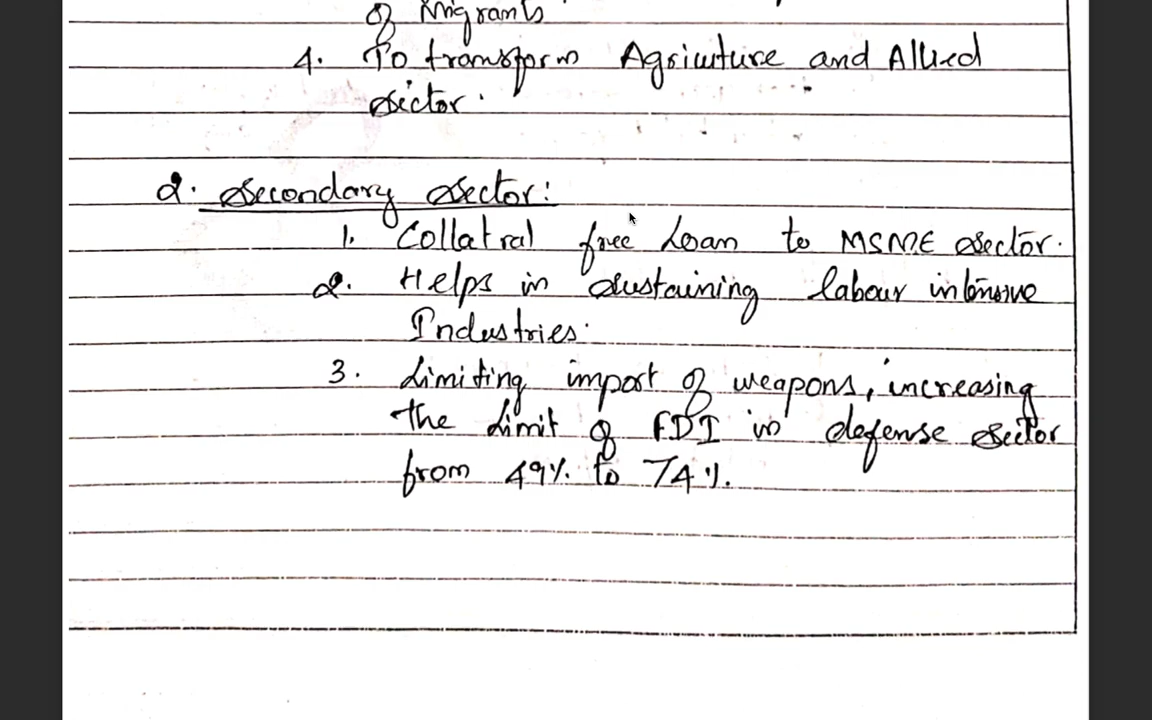 of Migrants
4. To transform Agriculture and Allied
sector.
2. Secondary Sector:
1. Collatral free Loan to MSME sector.
2. Helps in sustaining labour intensive
Industries.
3. Limiting import of weapons, increasing
the limit of FDI in defense sector
from 49% to 74%.